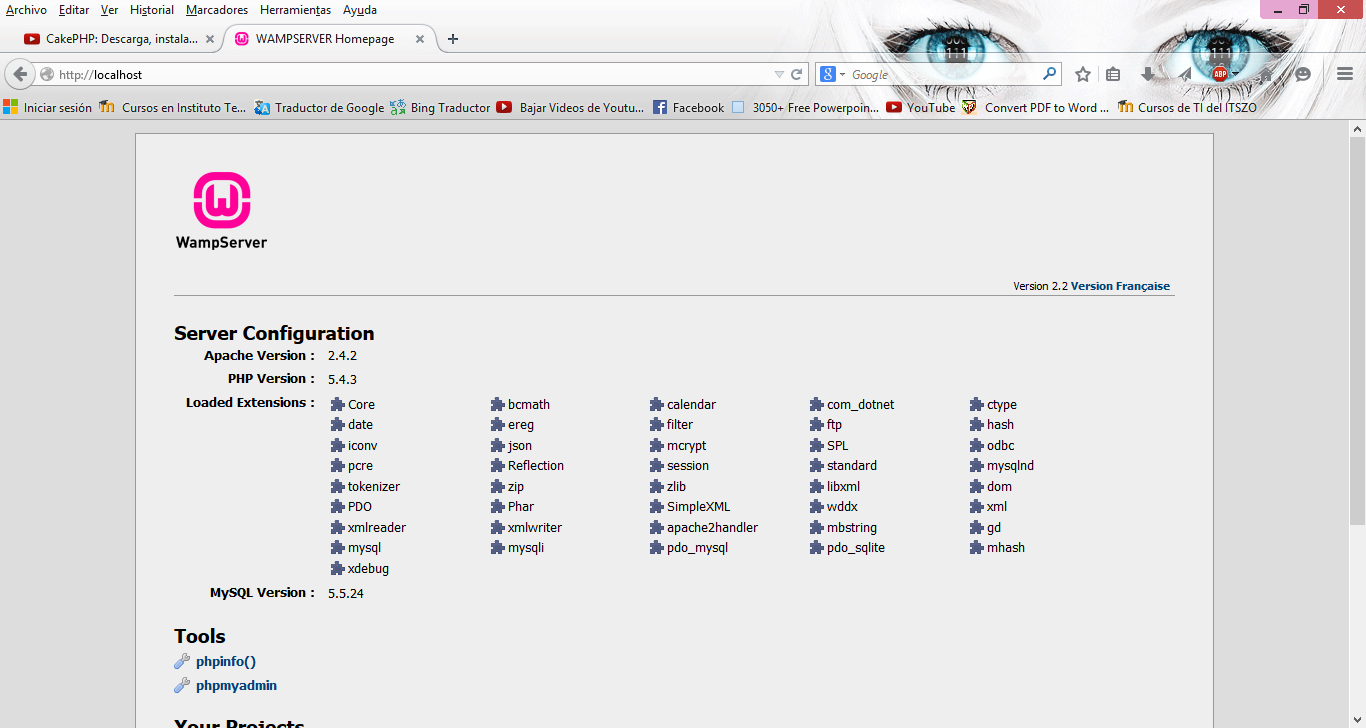 Archivo Editar Ver Historial Marcadores Herramientas Ayuda
CakePHP: Descarga, instala... WAMPSERVER Homepage
http://localhost Google ABP
Iniciar sesión Cursos en Instituto Te... Traductor de Google Bing Traductor Bajar Videos de Youtu... Facebook 3050+ Free Powerpoin... YouTube Convert PDF to Word ... Cursos de TI del ITSZO
WampServer
Version 2.2 Version Française
Server Configuration
Apache Version : 2.4.2
PHP Version : 5.4.3
Loaded Extensions : Core bcmath calendar com_dotnet ctype
date ereg filter ftp hash
iconv json mcrypt SPL odbc
pcre Reflection session standard mysqlnd
tokenizer zip zlib libxml dom
PDO Phar SimpleXML wddx xml
xmlreader xmlwriter apache2handler mbstring gd
mysql mysqli pdo_mysql pdo_sqlite mhash
xdebug
MySQL Version : 5.5.24
Tools
phpinfo()
phpmyadmin
Your Projects